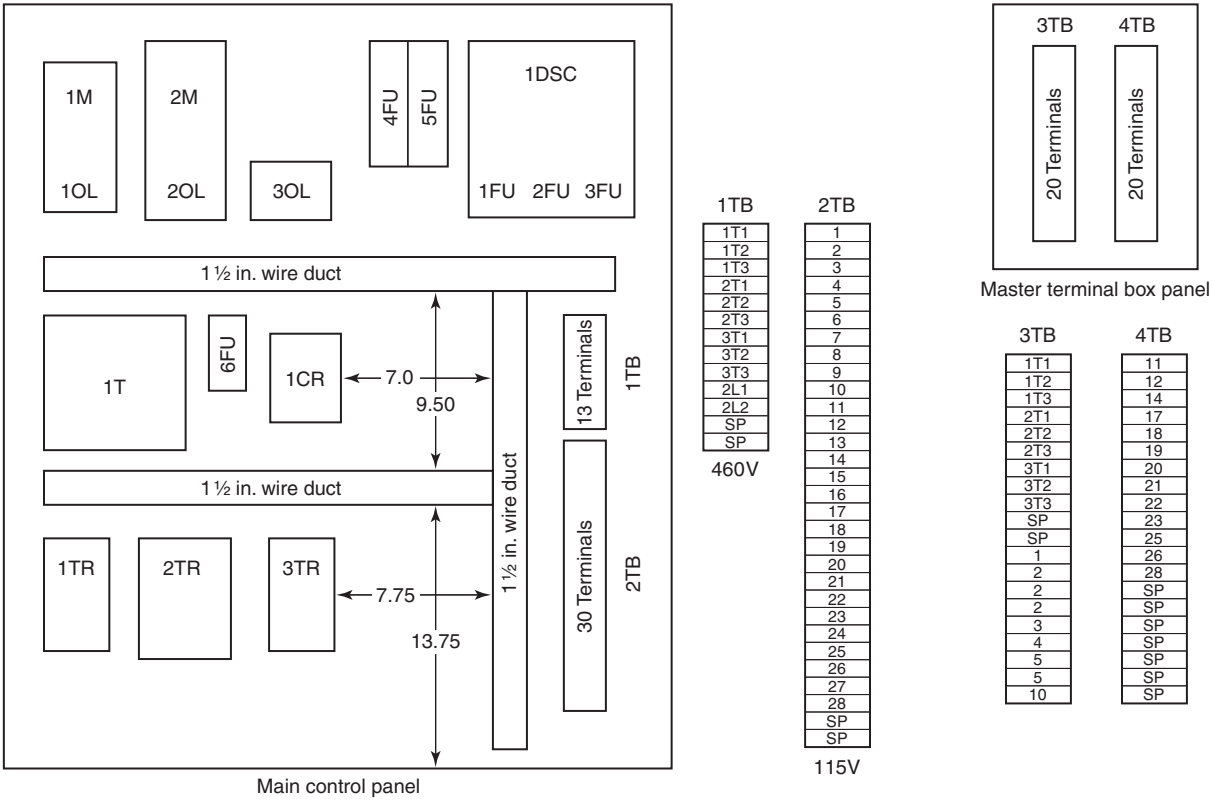 1M
2M
4FU
5FU
1DSC
1OL
2OL
3OL
1FU 2FU 3FU
1 ½ in. wire duct
1T
6FU
1CR
7.0
9.50
13 Terminals
1TB
1 ½ in. wire duct
1 ½ in. wire duct
1TR
2TR
3TR
7.75
13.75
30 Terminals
2TB
Main control panel
1TB
1T1
1T2
1T3
2T1
2T2
2T3
3T1
3T2
3T3
2L1
2L2
SP
SP
460V
2TB
1
2
3
4
5
6
7
8
9
10
11
12
13
14
15
16
17
18
19
20
21
22
23
24
25
26
27
28
SP
SP
115V
3TB
4TB
20 Terminals
20 Terminals
Master terminal box panel
3TB
1T1
1T2
1T3
2T1
2T2
2T3
3T1
3T2
3T3
SP
SP
1
2
2
2
3
4
5
5
10
4TB
11
12
14
17
18
19
20
21
22
23
25
26
28
SP
SP
SP
SP
SP
SP
SP